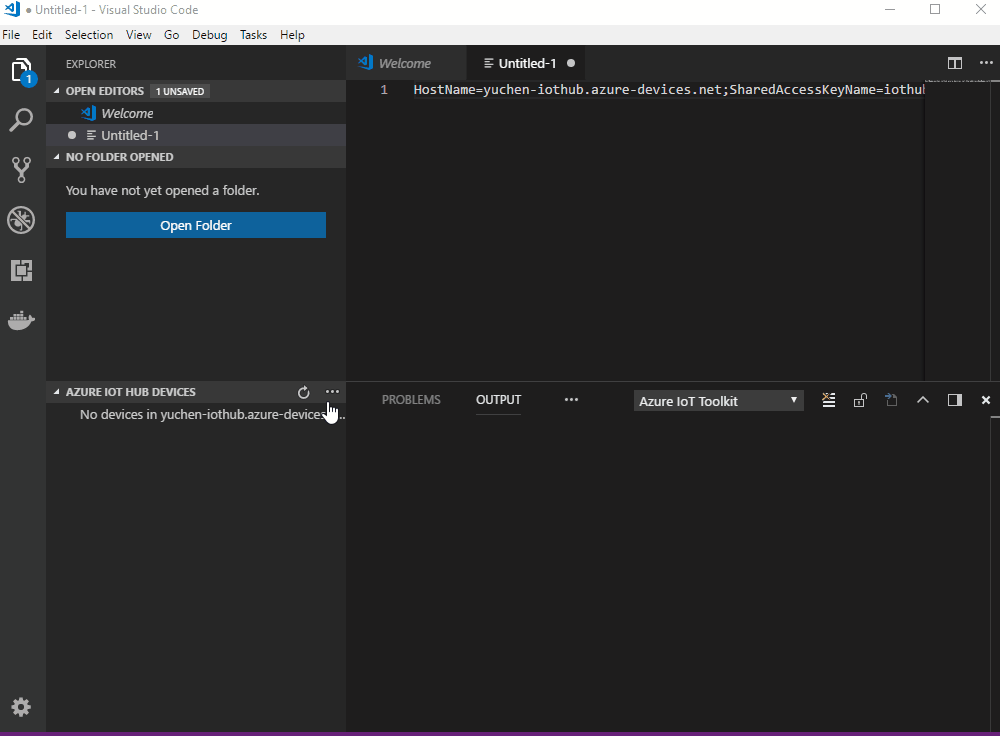 ● Untitled-1 - Visual Studio Code
File Edit Selection View Go Debug Tasks Help
EXPLORER
1
OPEN EDITORS 1 UNSAVED
Welcome
● Untitled-1
NO FOLDER OPENED
You have not yet opened a folder.
Open Folder
AZURE IOT HUB DEVICES
No devices in yuchen-iothub.azure-devices...
Welcome Untitled-1 ●
1 HostName=yuchen-iothub.azure-devices.net;SharedAccessKeyName=iothub
PROBLEMS OUTPUT ••• Azure IoT Toolkit